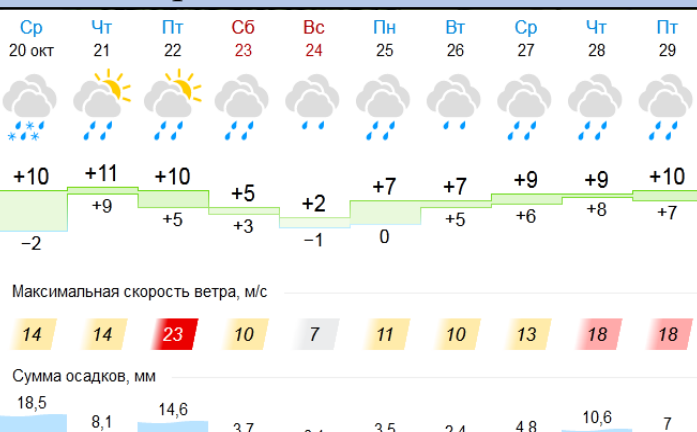 Ср Чт Пт Сб Вс Пн Вт Ср Чт Пт
20 окт 21 22 23 24 25 26 27 28 29
+10 +11 +10 +5 +2 +7 +7 +9 +9 +10
−2 +9 +5 +3 −1 0 +5 +6 +8 +7
Максимальная скорость ветра, м/с
14 14 23 10 7 11 10 13 18 18
Сумма осадков, мм
18,5 8,1 14,6 3,7 3,5 2,4 4,8 10,6 7